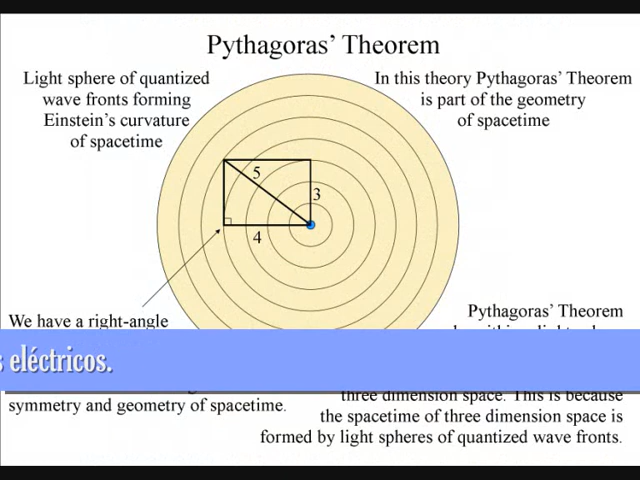 Pythagoras' Theorem
Light sphere of quantized
wave fronts forming
Einstein's curvature
of spacetime
In this theory Pythagoras' Theorem
is part of the geometry
of spacetime
5
3
4
We have a right-angle
Pythagoras' Theorem
s eléctricos.
three dimension space. This is because
symmetry and geometry of spacetime.
the spacetime of three dimension space is
formed by light spheres of quantized wave fronts.